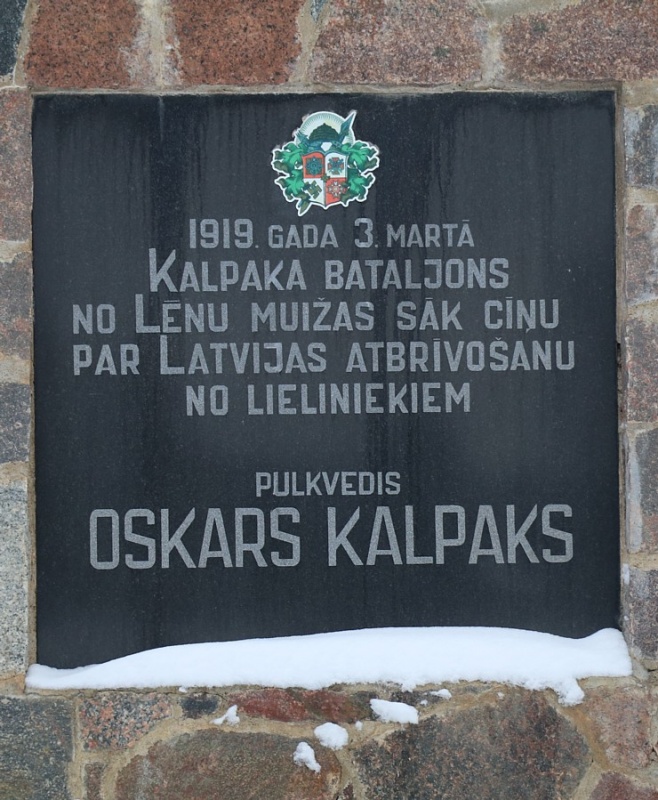 1919. GADA 3. MARTĀ
KALPAKA BATALJONS
NO LĒNU MUIŽAS SĀK CĪŅU
PAR LATVIJAS ATBRĪVOŠANU
NO LIELINIEKIEM
PULKVEDIS
OSKARS KALPAKS